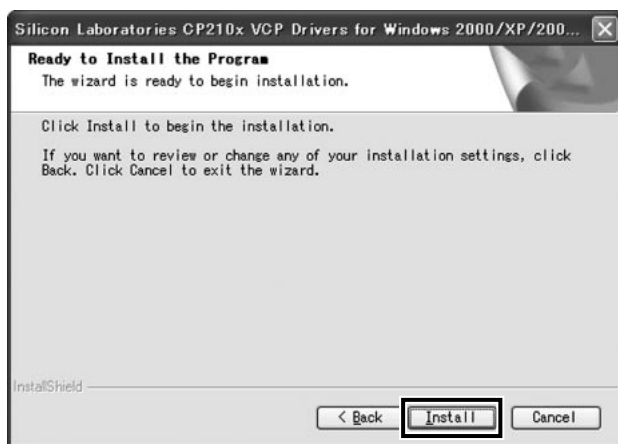 Silicon Laboratories CP210x VCP Drivers for Windows 2000/XP/200...
Ready to Install the Program
The wizard is ready to begin installation.
Click Install to begin the installation.
If you want to review or change any of your installation settings, click
Back. Click Cancel to exit the wizard.
InstallShield
< Back Install Cancel